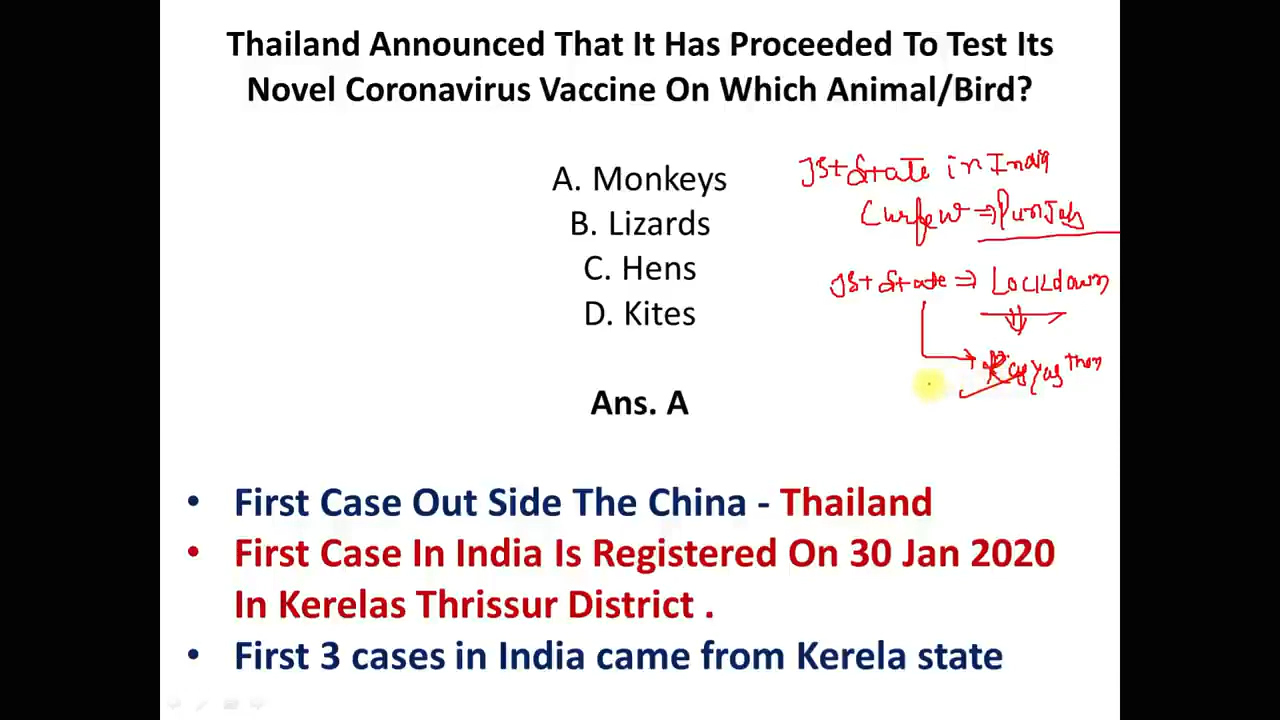 Thailand Announced That It Has Proceeded To Test Its
Novel Coronavirus Vaccine On Which Animal/Bird?
A. Monkeys
B. Lizards
C. Hens
D. Kites
Ans. A
1st State in India
Curfew ⇒ Punjab
1st State ⇒ Lockdown
• First Case Out Side The China - Thailand
• First Case In India Is Registered On 30 Jan 2020
In Kerelas Thrissur District .
• First 3 cases in India came from Kerela state